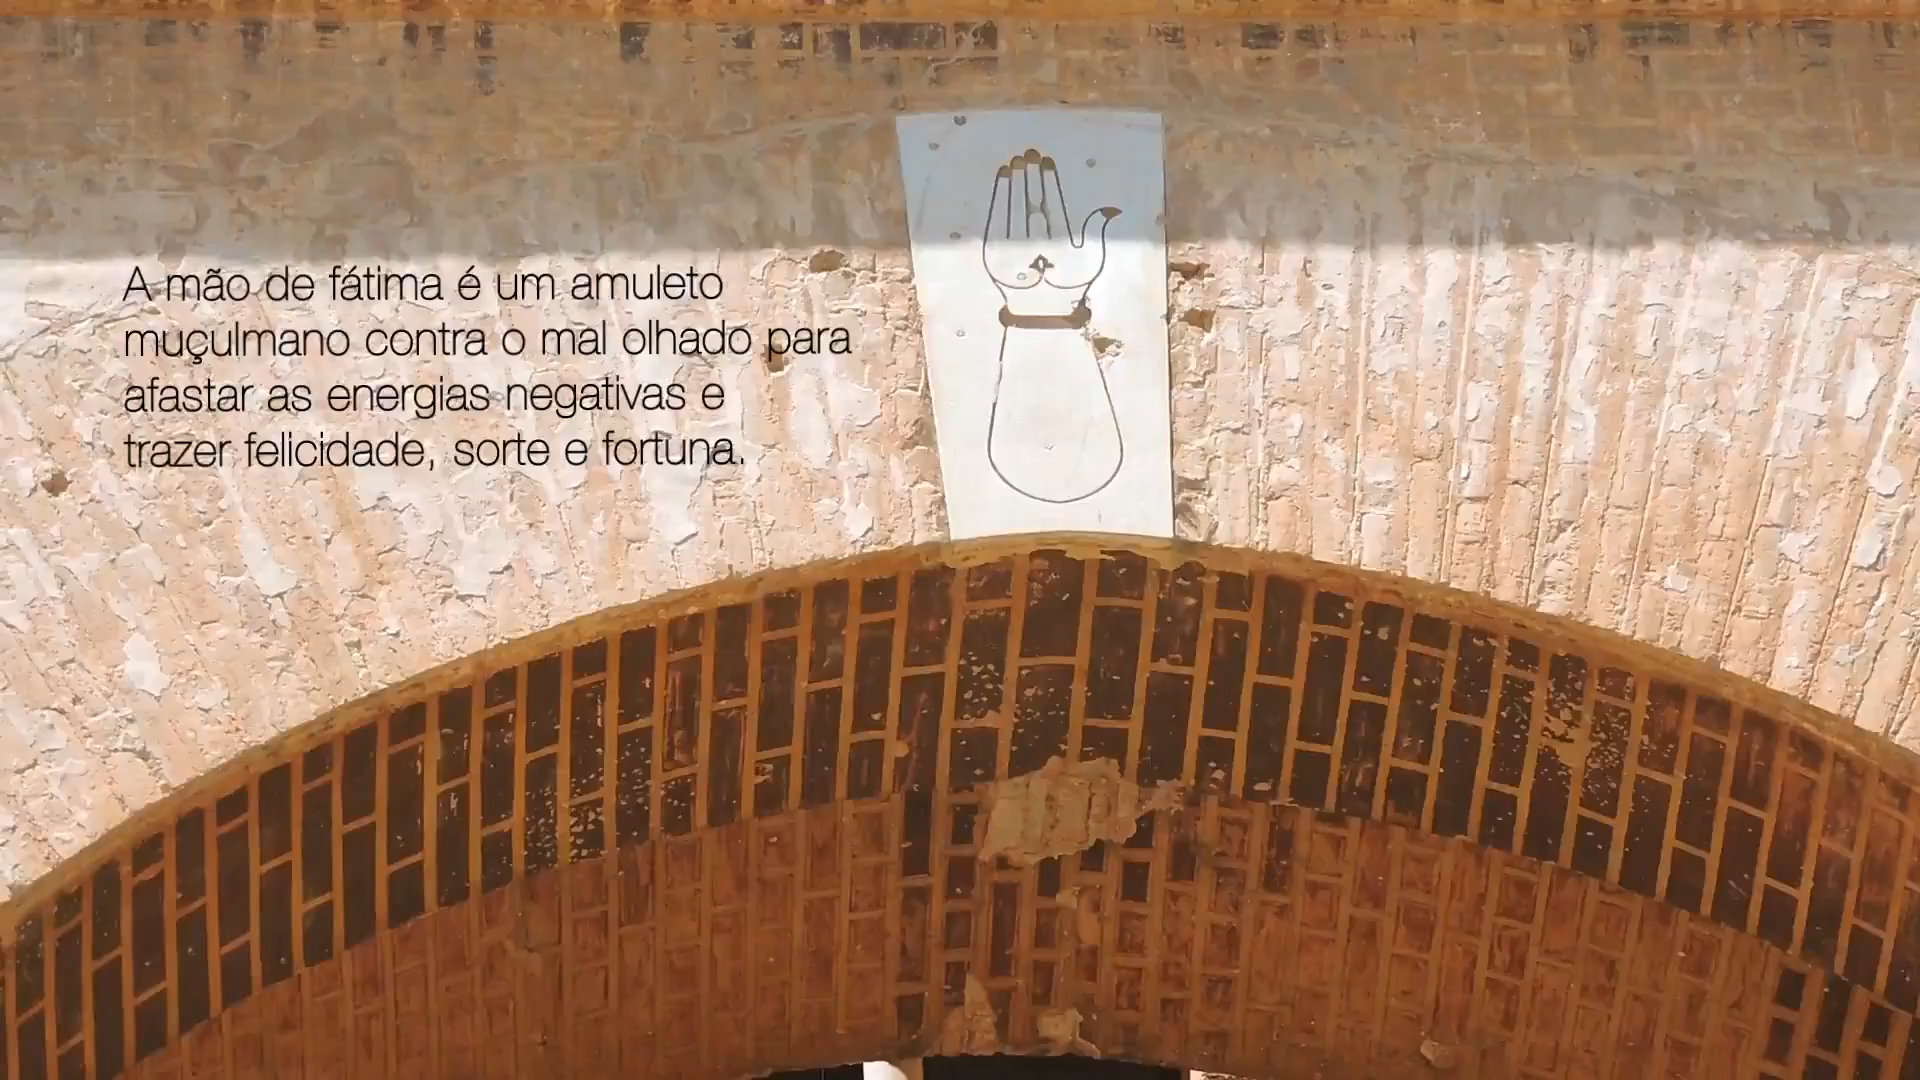 A mão de fátima é um amuleto
muçulmano contra o mal olhado para
afastar as energias negativas e
trazer felicidade, sorte e fortuna.